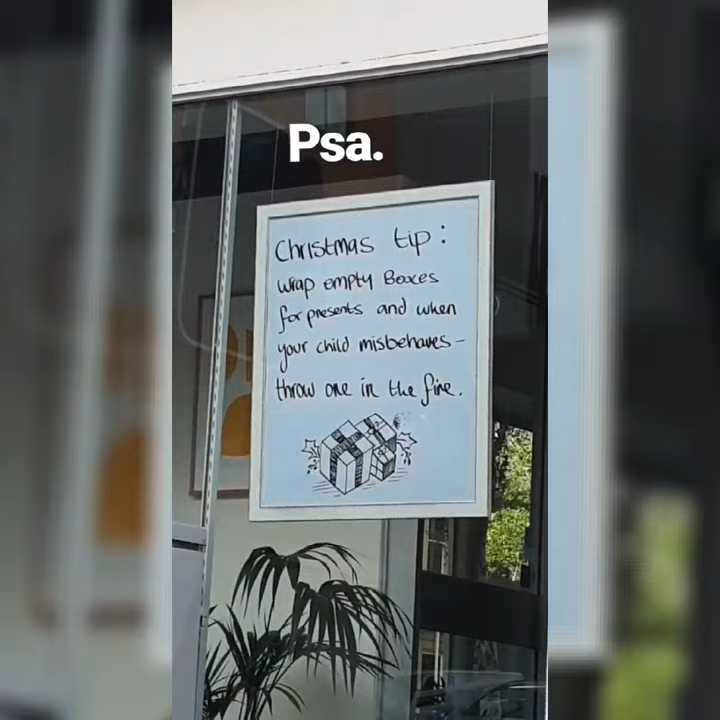 Psa.
Christmas tip:
wrap empty Boxes
for presents and when
your child misbehaves -
throw one in the fire.